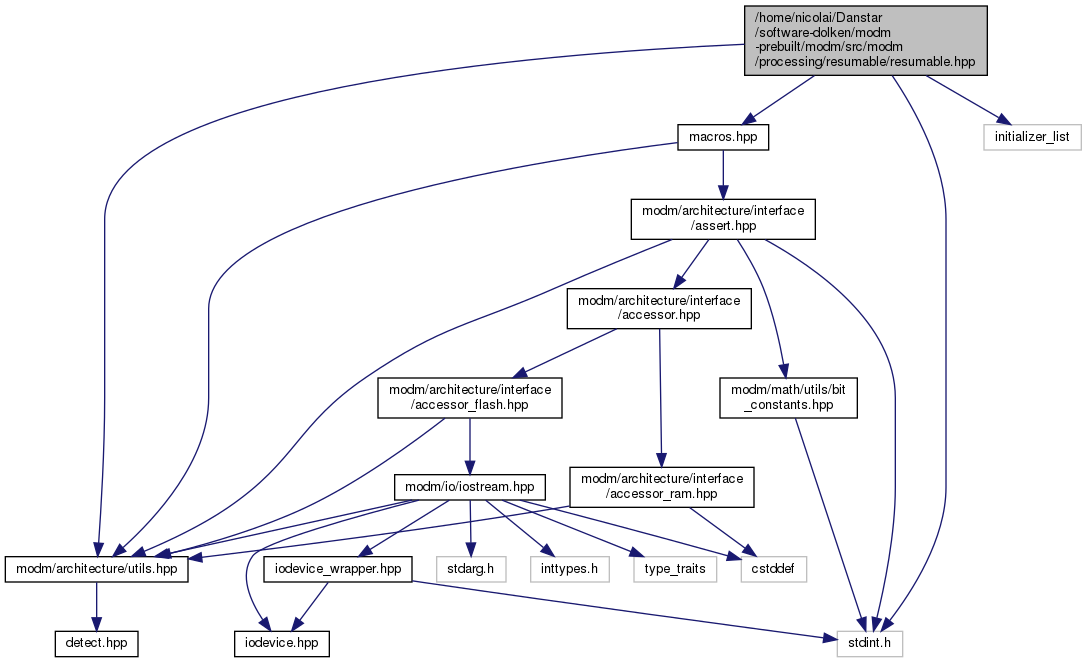 /home/nicolai/Danstar
/software-dolken/modm
-prebuilt/modm/src/modm
/processing/resumable/resumable.hpp
macros.hpp
initializer_list
modm/architecture/interface
/assert.hpp
modm/architecture/interface
/accessor.hpp
modm/architecture/interface
/accessor_flash.hpp
modm/math/utils/bit
_constants.hpp
modm/io/iostream.hpp
modm/architecture/interface
/accessor_ram.hpp
modm/architecture/utils.hpp
iodevice_wrapper.hpp
stdarg.h
inttypes.h
type_traits
cstddef
detect.hpp
iodevice.hpp
stdint.h